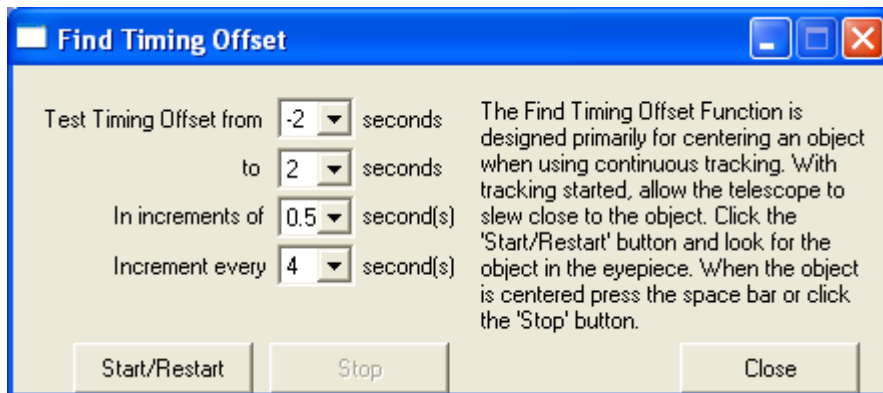 Find Timing Offset
Test Timing Offset from -2 seconds
to 2 seconds
In increments of 0.5 second(s)
Increment every 4 second(s)
The Find Timing Offset Function is
designed primarily for centering an object
when using continuous tracking. With
tracking started, allow the telescope to
slew close to the object. Click the
'Start/Restart' button and look for the
object in the eyepiece. When the object
is centered press the space bar or click
the 'Stop' button.
Start/Restart Stop Close